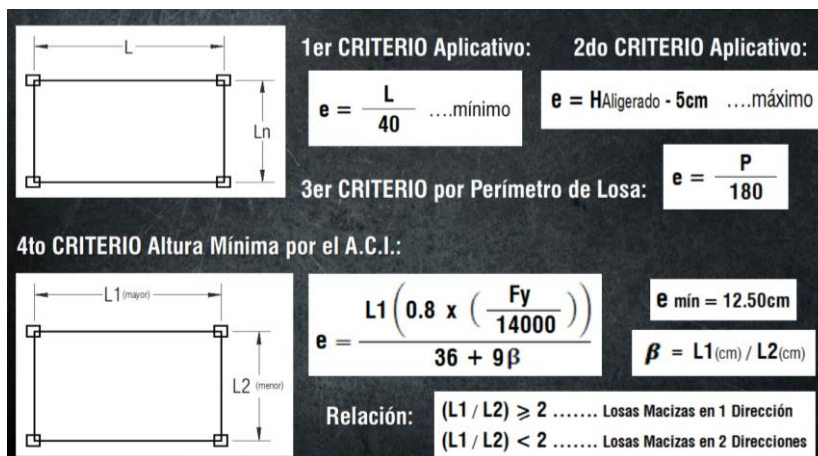 L
Ln
1er CRITERIO Aplicativo:
e = L / 40 ....mínimo
2do CRITERIO Aplicativo:
e = HAligerado - 5cm ....máximo
3er CRITERIO por Perímetro de Losa:
e = P / 180
4to CRITERIO Altura Mínima por el A.C.I.:
L1 (mayor)
L2 (menor)
e = L1 ( 0.8 x ( Fy / 14000 ) ) / 36 + 9β
e mín = 12.50cm
β = L1(cm) / L2(cm)
Relación:
(L1 / L2) ⩾ 2 ....... Losas Macizas en 1 Dirección
(L1 / L2) < 2 ....... Losas Macizas en 2 Direcciones